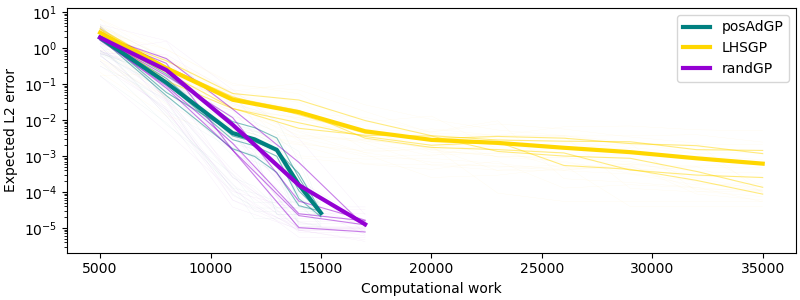 10¹
10⁰
10⁻¹
10⁻²
10⁻³
10⁻⁴
10⁻⁵
Expected L2 error
posAdGP
LHSGP
randGP
5000 10000 15000 20000 25000 30000 35000
Computational work